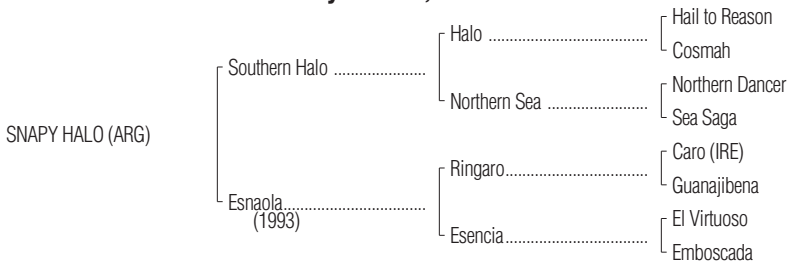 Halo ........................................
Hail to Reason
Cosmah
Southern Halo .......................
Northern Sea .........................
Northern Dancer
Sea Saga
SNAPY HALO (ARG)
Ringaro....................................
Caro (IRE)
Guanajibena
Esnaola...................................
(1993)
Esencia....................................
El Virtuoso
Emboscada